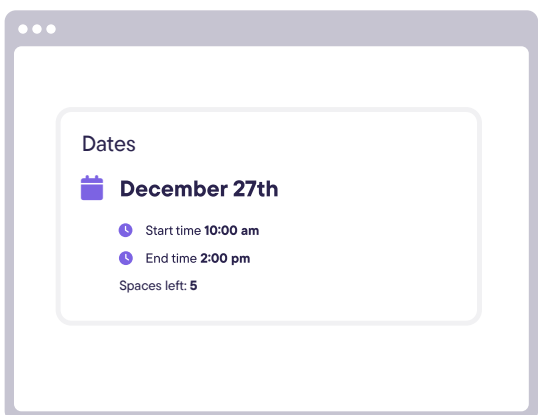 Dates
December 27th
Start time 10:00 am
End time 2:00 pm
Spaces left: 5